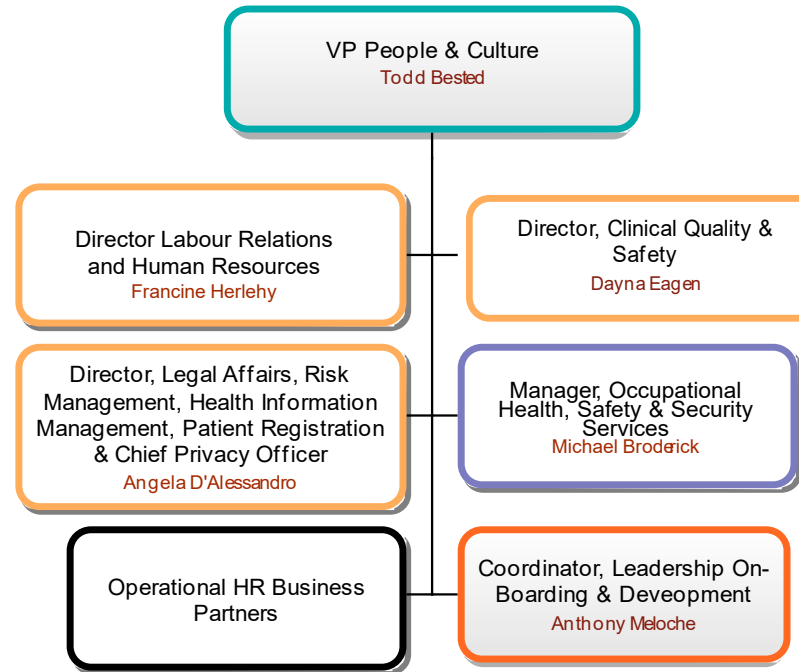 VP People & Culture
Todd Bested
Director Labour Relations
and Human Resources
Francine Herlehy
Director, Clinical Quality &
Safety
Dayna Eagen
Director, Legal Affairs, Risk
Management, Health Information
Management, Patient Registration
& Chief Privacy Officer
Angela D'Alessandro
Manager, Occupational
Health, Safety & Security
Services
Michael Broderick
Operational HR Business
Partners
Coordinator, Leadership On-
Boarding & Deveopment
Anthony Meloche